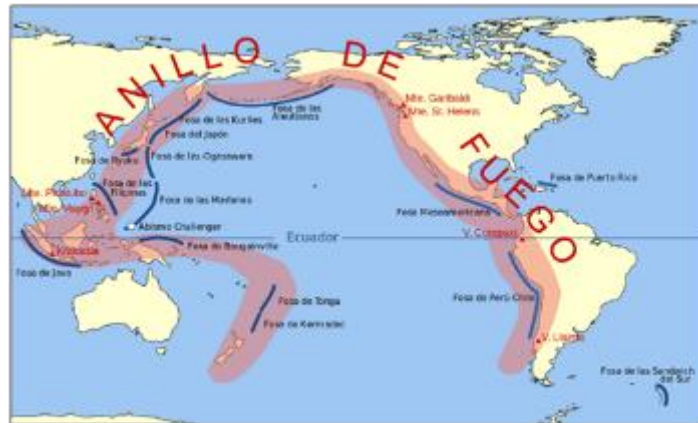 ANILLO DE FUEGO
Mte. Garibaldi
Mte. St. Helens
Fosa de las
Aleutianas
Fosa de las Kuriles
Fosa del Japón
Fosa de Ryukyu
Fosa de las Ogasawara
Fosa de las
Filipinas
Fosa de las Marianas
Abismo Challenger
Fosa de Bougainville
Fosa de Java
Krakatoa
Ecuador
Fosa de Tonga
Fosa de Kermadec
Fosa Mesoamericana
Fosa de Puerto Rico
Fosa de Perú-Chile
V. Llaima
Fosa de las Sandwich
del Sur